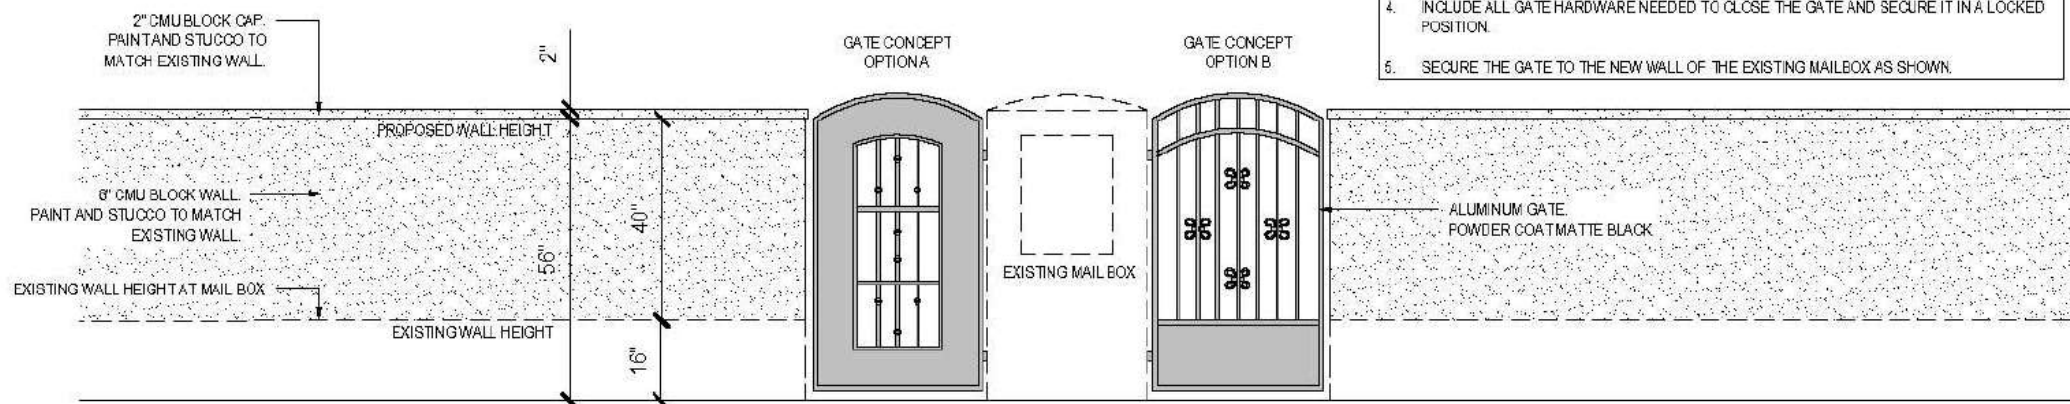 2" CMU BLOCK CAP.
PAINT AND STUCCO TO
MATCH EXISTING WALL.
2"
GATE CONCEPT
OPTION A
GATE CONCEPT
OPTION B
4. INCLUDE ALL GATE HARDWARE NEEDED TO CLOSE THE GATE AND SECURE IT IN A LOCKED
POSITION.
5. SECURE THE GATE TO THE NEW WALL OF THE EXISTING MAILBOX AS SHOWN.
PROPOSED WALL HEIGHT
6" CMU BLOCK WALL.
PAINT AND STUCCO TO MATCH
EXISTING WALL.
40"
56"
ALUMINUM GATE.
POWDER COAT MATTE BLACK
EXISTING MAIL BOX
EXISTING WALL HEIGHT AT MAIL BOX
EXISTING WALL HEIGHT
16"